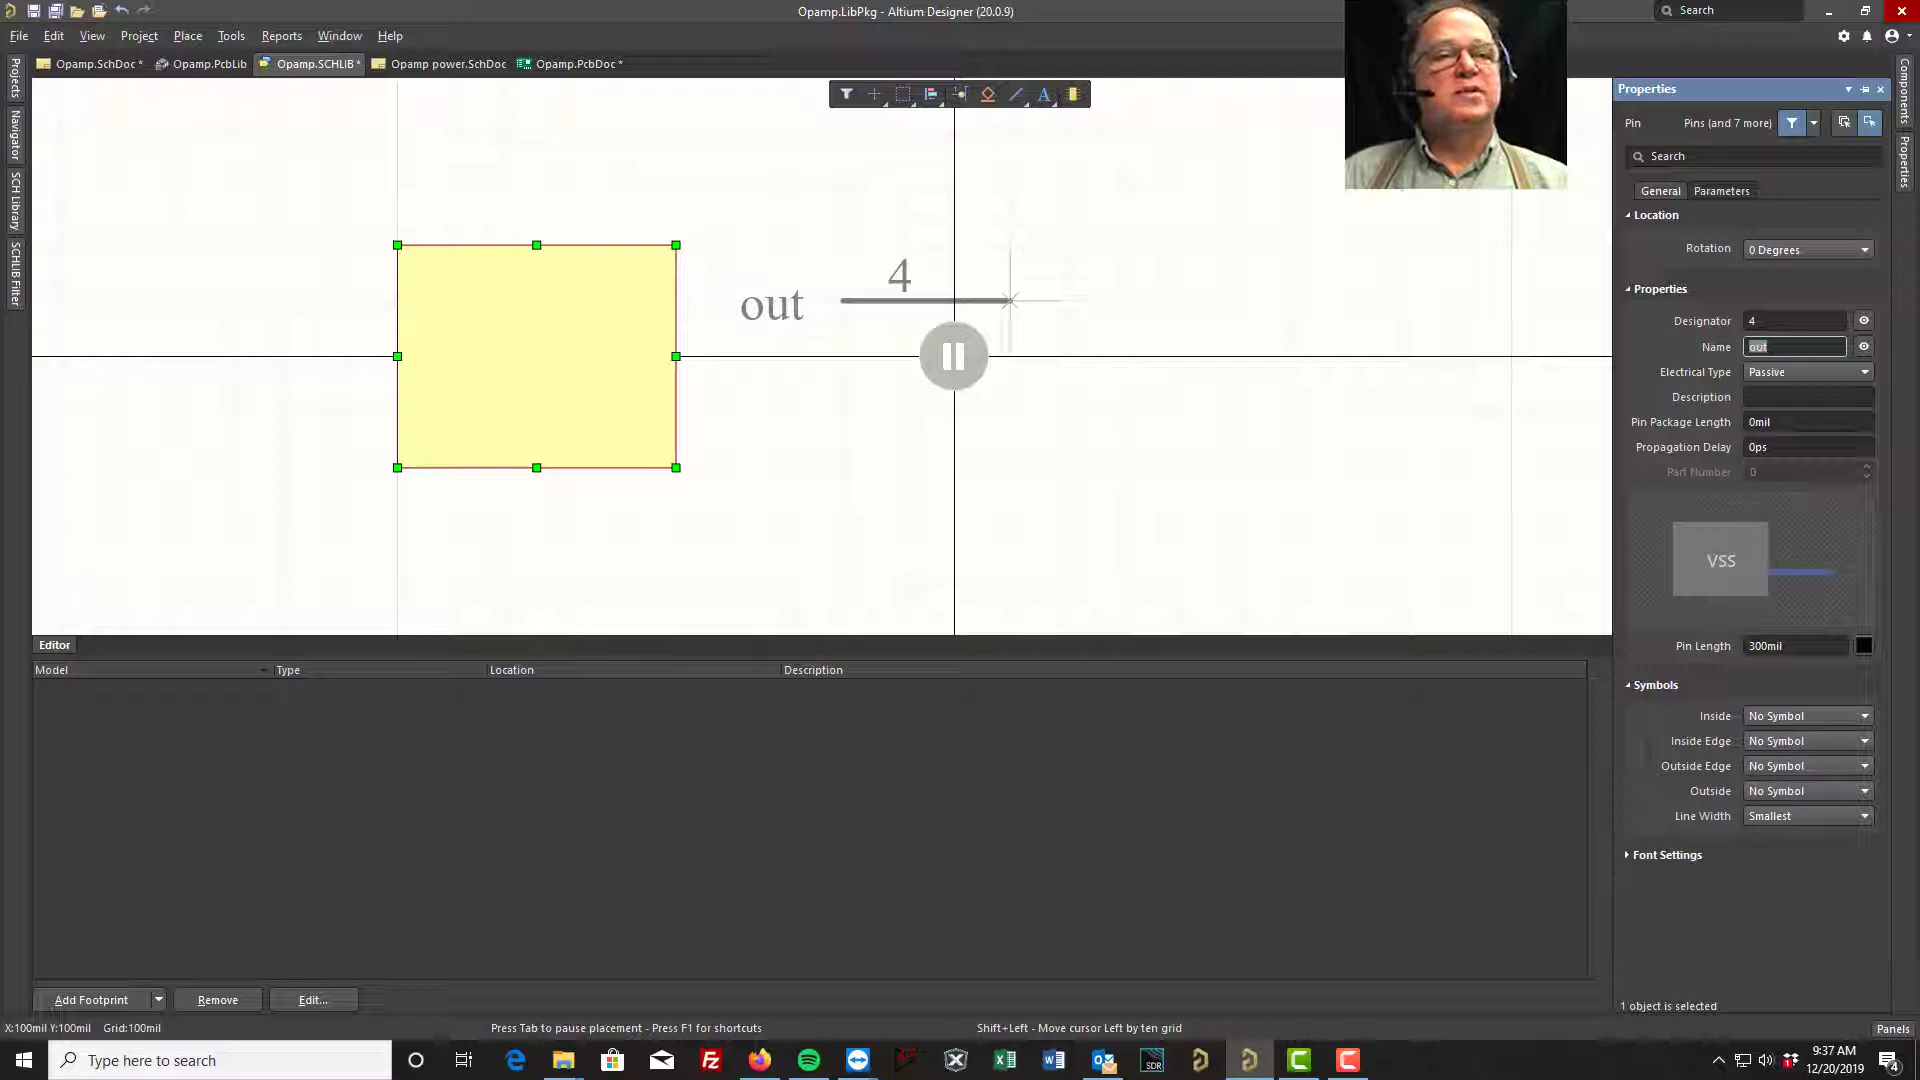 Opamp.LibPkg - Altium Designer (20.0.9)
Search
File Edit View Project Place Tools Reports Window Help
Opamp.SchDoc * Opamp.PcbLib Opamp.SCHLIB * Opamp power.SchDoc Opamp.PcbDoc *
Projects
Navigator
SCH Library
SCHLIB Filter
Components
Properties
out
4
Properties
Pin Pins (and 7 more)
Search
General Parameters
Location
Rotation 0 Degrees
Properties
Designator 4
Name out
Electrical Type Passive
Description
Pin Package Length 0mil
Propagation Delay 0ps
Part Number 0
VSS
Pin Length 300mil
Symbols
Inside No Symbol
Inside Edge No Symbol
Outside Edge No Symbol
Outside No Symbol
Line Width Smallest
Font Settings
1 object is selected
Editor
Model Type Location Description
Add Footprint Remove Edit...
X:100mil Y:100mil Grid:100mil Press Tab to pause placement - Press F1 for shortcuts Shift+Left - Move cursor Left by ten grid Panels
Type here to search
SDR
9:37 AM
12/20/2019
4